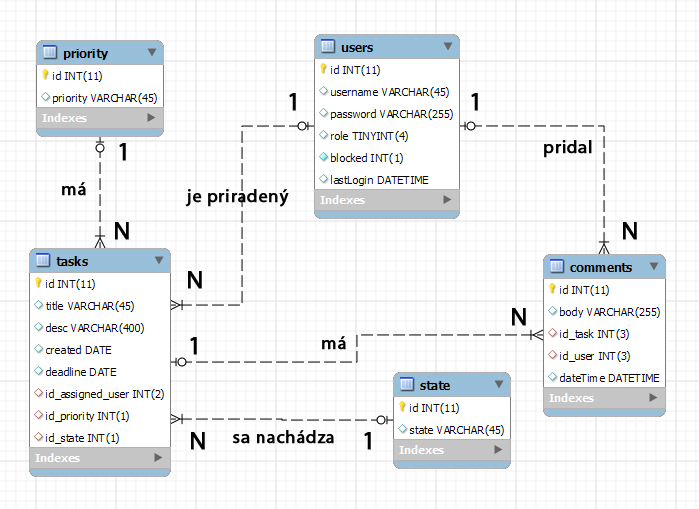 priority
id INT(11)
priority VARCHAR(45)
Indexes
users
id INT(11)
username VARCHAR(45)
password VARCHAR(255)
role TINYINT(4)
blocked INT(1)
lastLogin DATETIME
Indexes
1
1
1
pridal
má
je priradený
N
N
N
tasks
id INT(11)
title VARCHAR(45)
desc VARCHAR(400)
created DATE
deadline DATE
id_assigned_user INT(2)
id_priority INT(1)
id_state INT(1)
Indexes
comments
id INT(11)
body VARCHAR(255)
id_task INT(3)
id_user INT(3)
dateTime DATETIME
Indexes
1
má
N
state
id INT(11)
state VARCHAR(45)
Indexes
N
sa nachádza
1